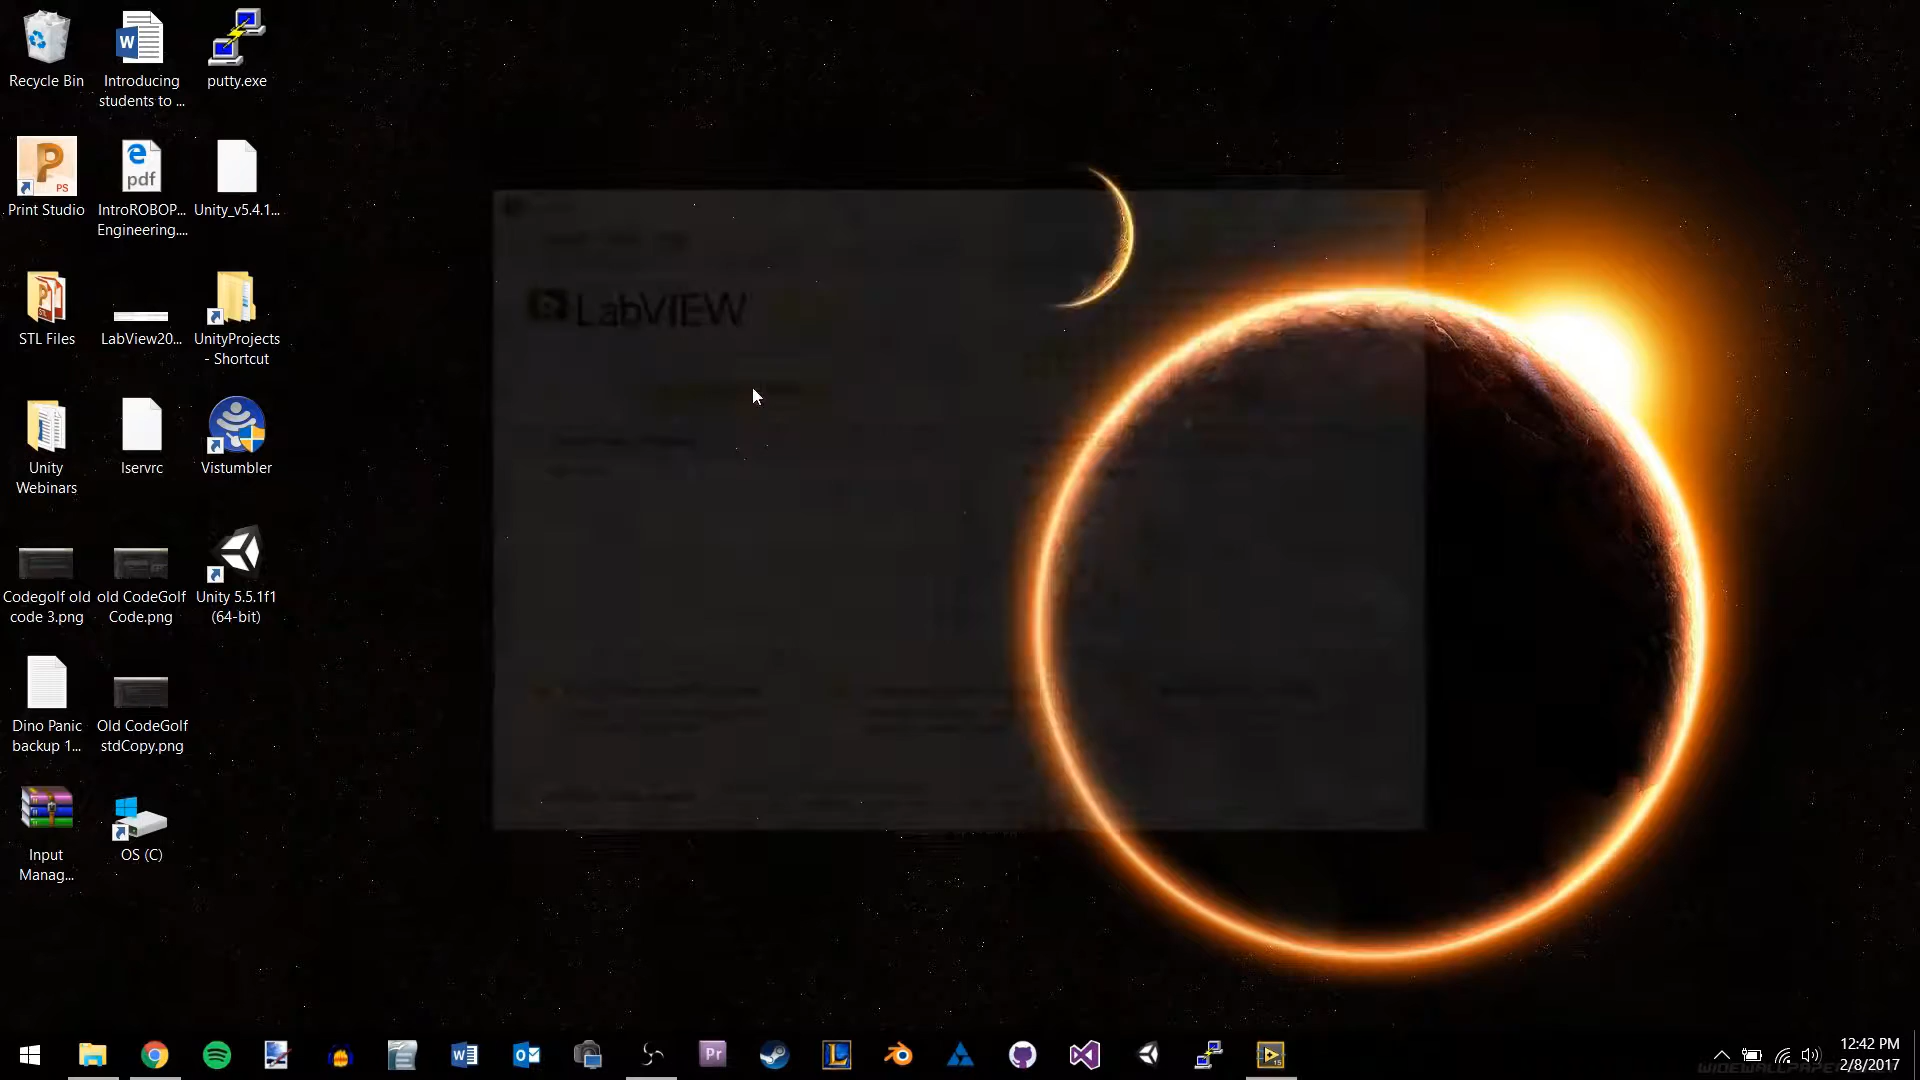 Recycle Bin
Introducing
students to ...
putty.exe
Print Studio
IntroROBOP...
Engineering....
Unity_v5.4.1...
STL Files
LabView20...
UnityProjects
- Shortcut
Unity
Webinars
lservrc
Vistumbler
Codegolf old
code 3.png
old CodeGolf
Code.png
Unity 5.5.1f1
(64-bit)
Dino Panic
backup 1...
Old CodeGolf
stdCopy.png
Input
Manag...
OS (C)
LabVIEW
12:42 PM
2/8/2017